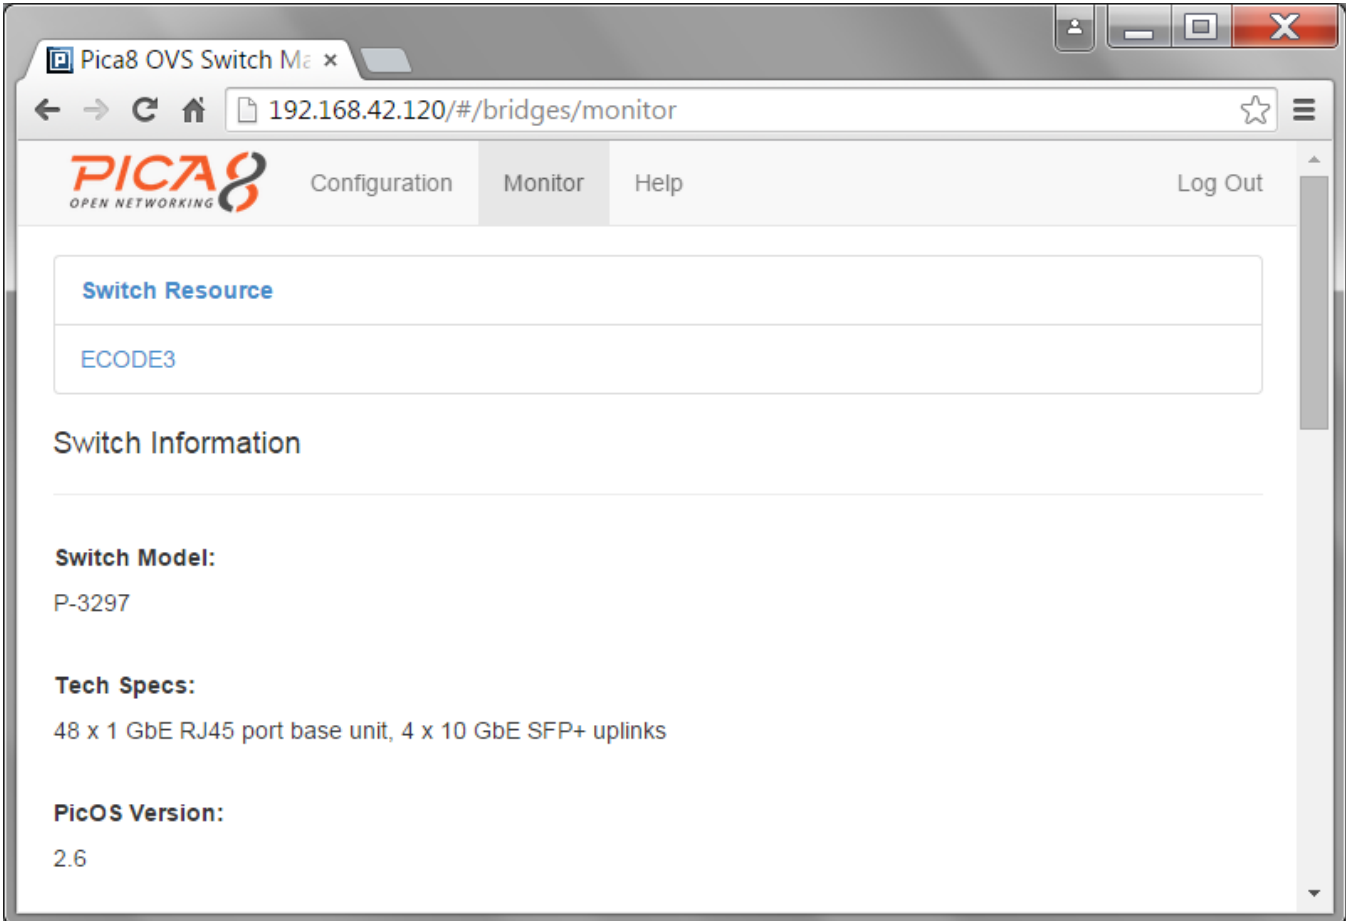 Pica8 OVS Switch Ma
192.168.42.120/#/bridges/monitor
PICA8
OPEN NETWORKING
Configuration Monitor Help Log Out
Switch Resource
ECODE3
Switch Information
Switch Model:
P-3297
Tech Specs:
48 x 1 GbE RJ45 port base unit, 4 x 10 GbE SFP+ uplinks
PicOS Version:
2.6